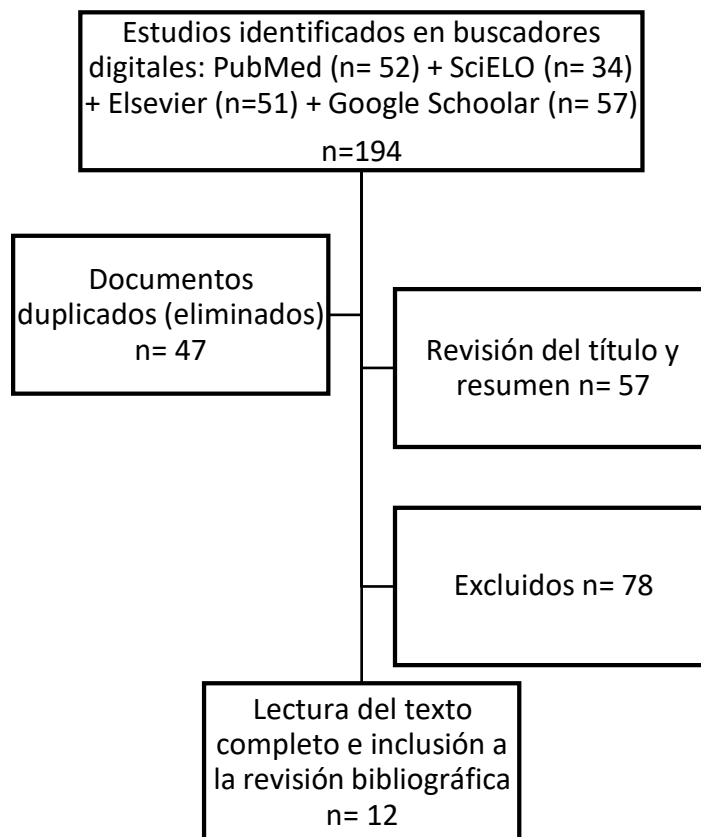 Estudios identificados en buscadores
digitales: PubMed (n= 52) + SciELO (n= 34)
+ Elsevier (n=51) + Google Schoolar (n= 57)
n=194
Documentos
duplicados (eliminados)
n= 47
Revisión del título y
resumen n= 57
Excluidos n= 78
Lectura del texto
completo e inclusión a
la revisión bibliográfica
n= 12